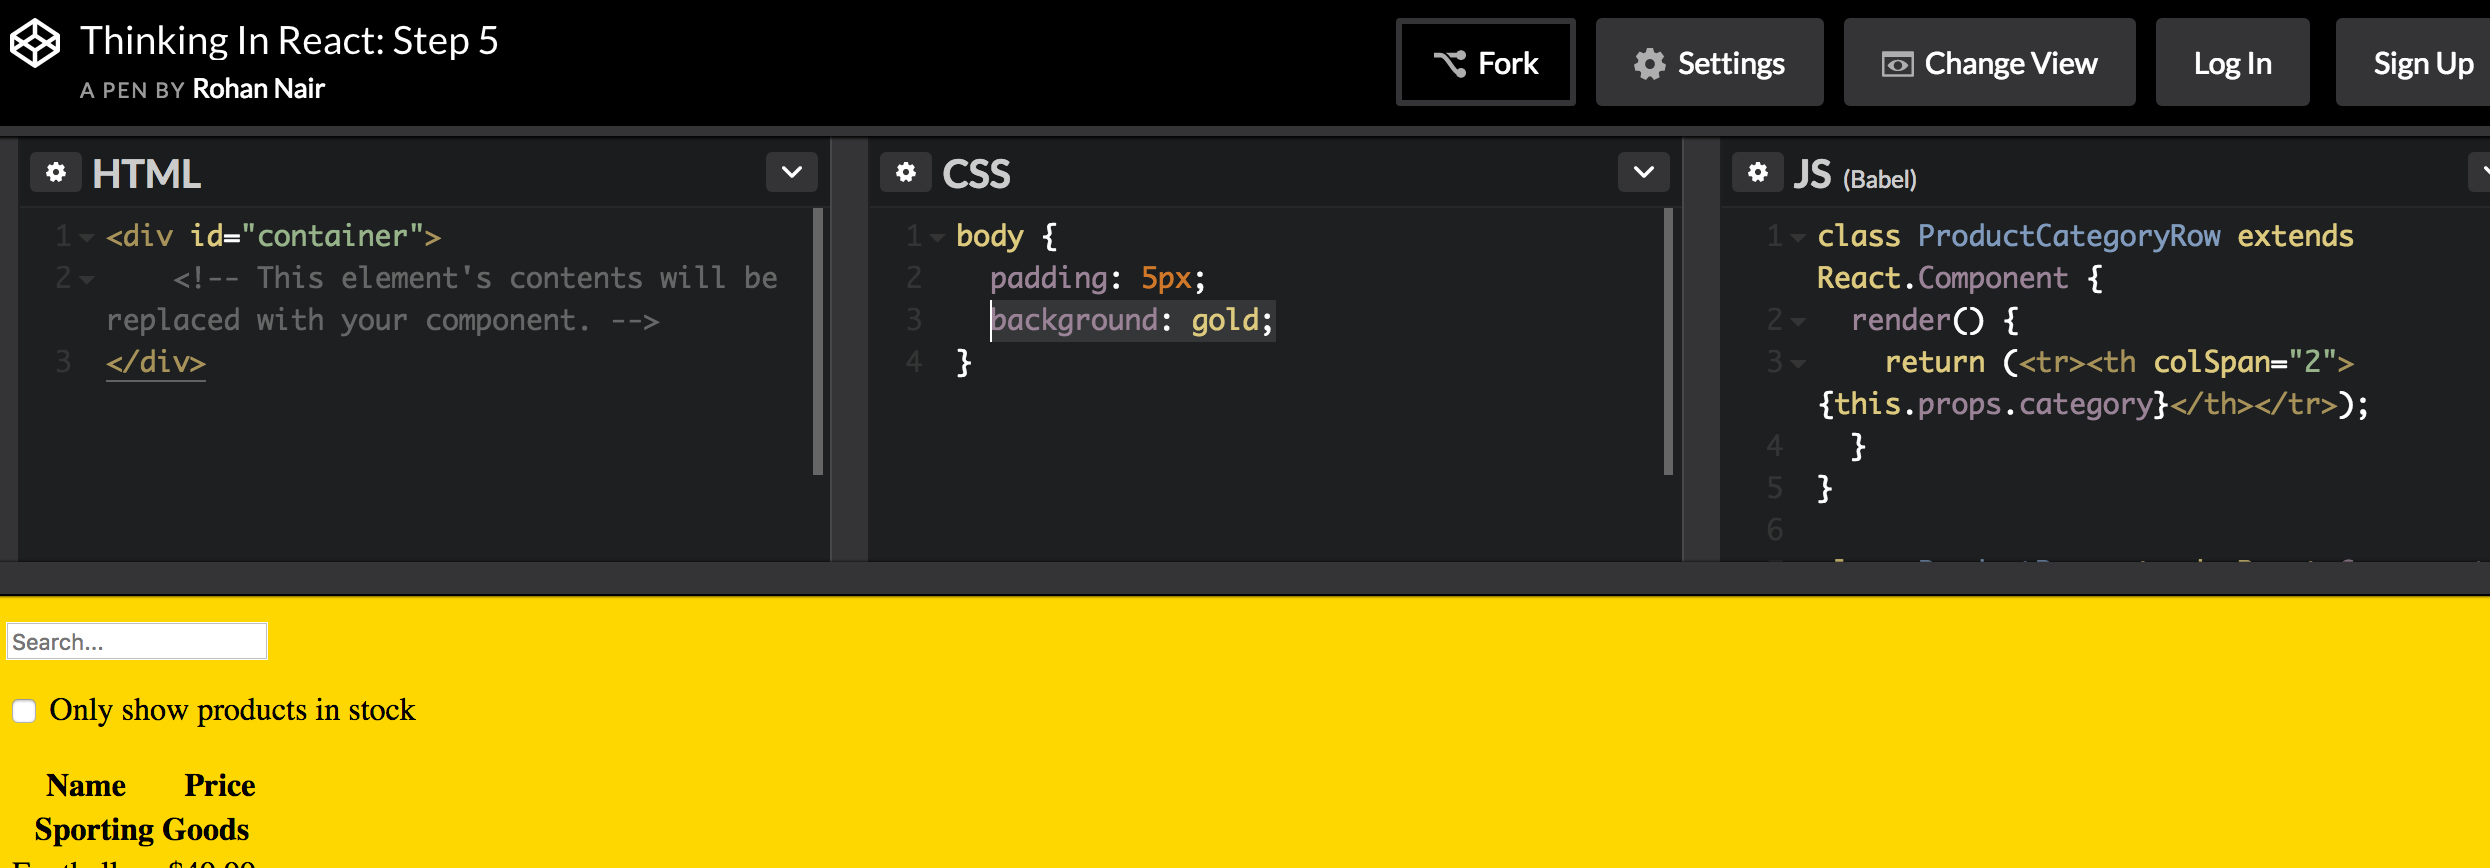 Thinking In React: Step 5
A PEN BY Rohan Nair
Fork
Settings
Change View
Log In
Sign Up
HTML
1 <div id="container">
2 <!-- This element's contents will be
replaced with your component. -->
3 </div>
CSS
1 body {
2 padding: 5px;
3 background: gold;
4 }
JS (Babel)
1 class ProductCategoryRow extends
React.Component {
2 render() {
3 return (<tr><th colSpan="2">
{this.props.category}</th></tr>);
4 }
5 }
6
Search...
Only show products in stock
Name Price
Sporting Goods